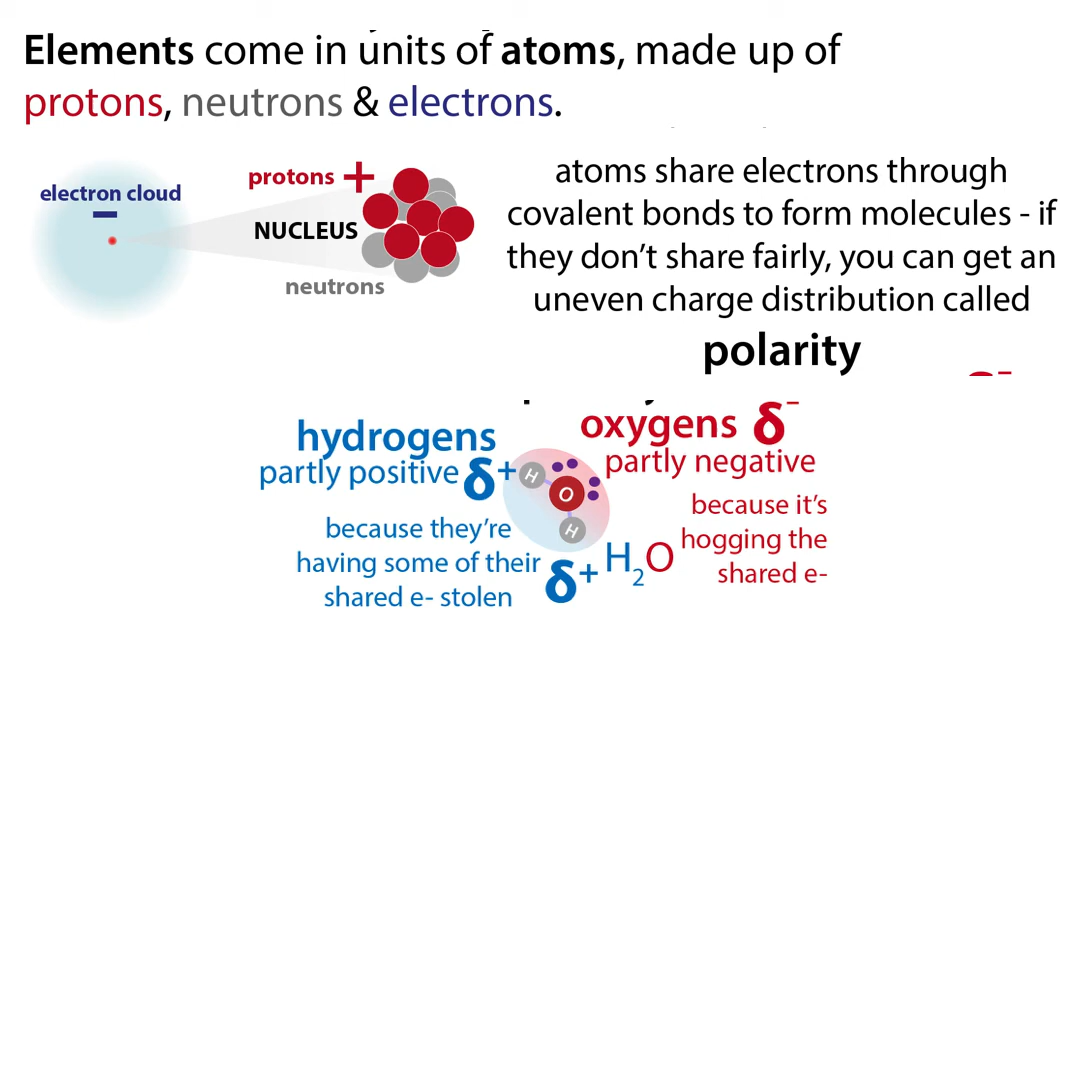 Elements come in units of atoms, made up of
protons, neutrons & electrons.
electron cloud
−
protons +
NUCLEUS
neutrons
atoms share electrons through
covalent bonds to form molecules - if
they don’t share fairly, you can get an
uneven charge distribution called
polarity
hydrogens
partly positive δ+
because they’re
having some of their
shared e- stolen
oxygens δ-
partly negative
because it’s
hogging the
shared e-
H
O
H
δ+ H₂O